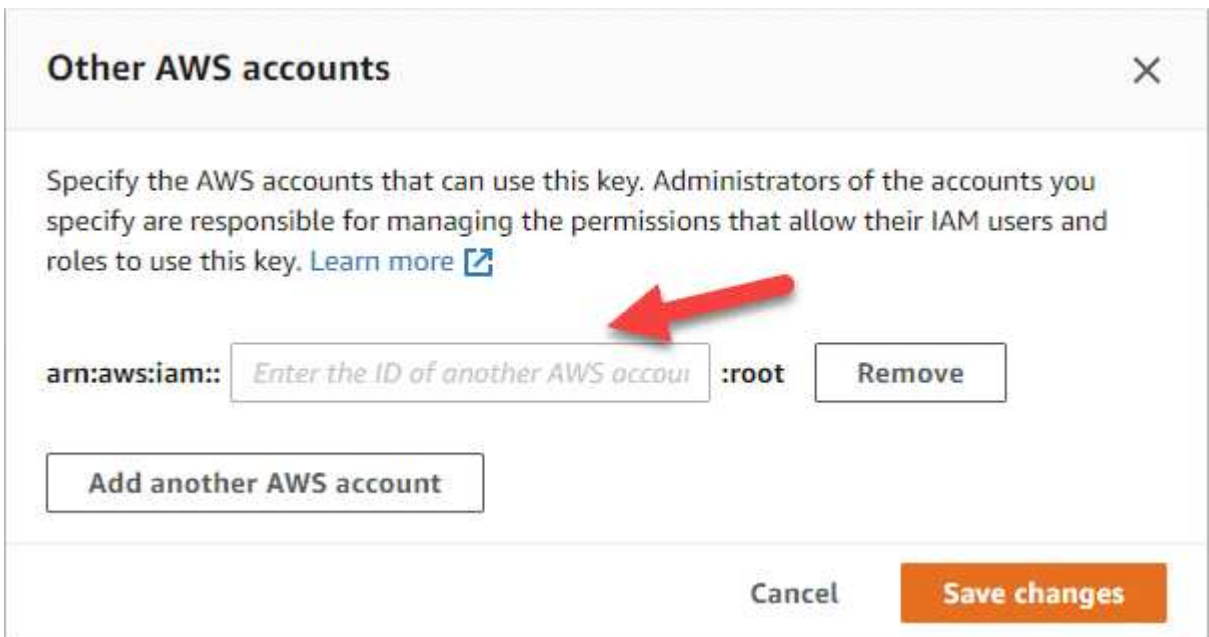 Other AWS accounts
Specify the AWS accounts that can use this key. Administrators of the accounts you
specify are responsible for managing the permissions that allow their IAM users and
roles to use this key. Learn more
arn:aws:iam:: Enter the ID of another AWS accou :root Remove
Add another AWS account
Cancel Save changes